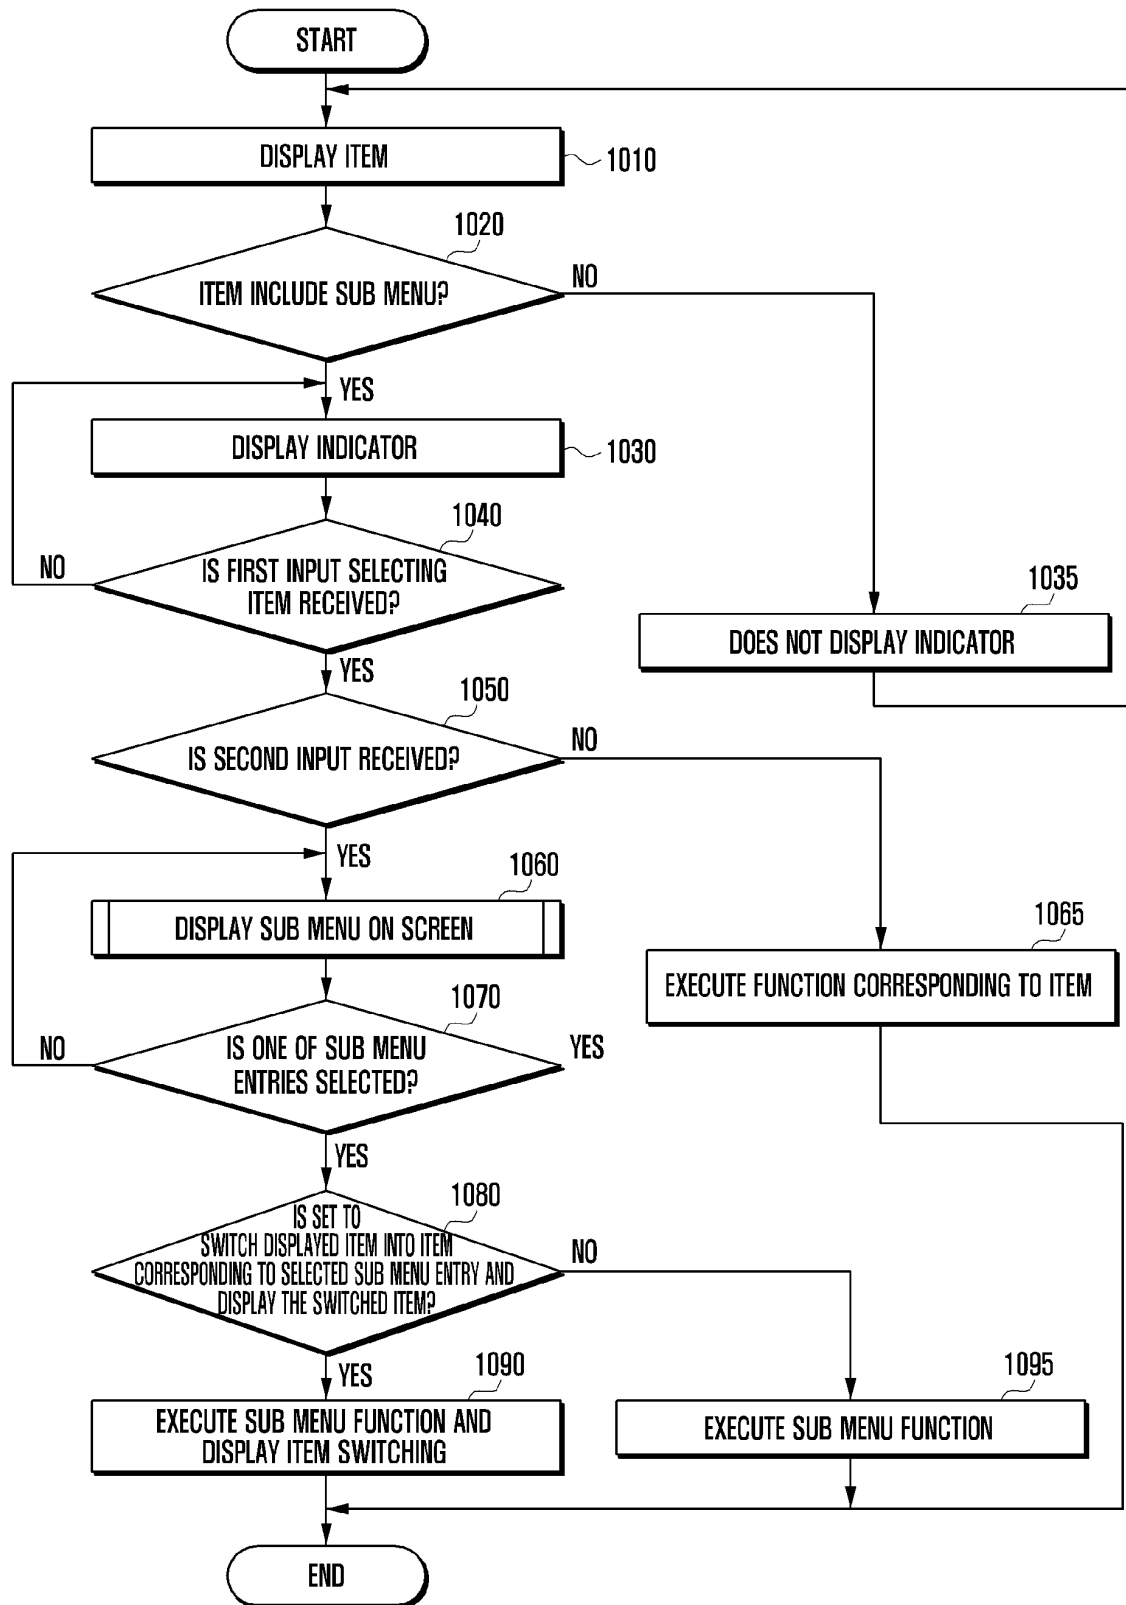 START
DISPLAY ITEM
1010
1020
ITEM INCLUDE SUB MENU?
NO
YES
DISPLAY INDICATOR
1030
1040
IS FIRST INPUT SELECTING
ITEM RECEIVED?
NO
YES
1035
DOES NOT DISPLAY INDICATOR
1050
IS SECOND INPUT RECEIVED?
NO
YES
1060
DISPLAY SUB MENU ON SCREEN
1065
EXECUTE FUNCTION CORRESPONDING TO ITEM
1070
IS ONE OF SUB MENU
ENTRIES SELECTED?
NO
YES
YES
1080
IS SET TO
SWITCH DISPLAYED ITEM INTO ITEM
CORRESPONDING TO SELECTED SUB MENU ENTRY AND
DISPLAY THE SWITCHED ITEM?
NO
YES
1090
EXECUTE SUB MENU FUNCTION AND
DISPLAY ITEM SWITCHING
1095
EXECUTE SUB MENU FUNCTION
END